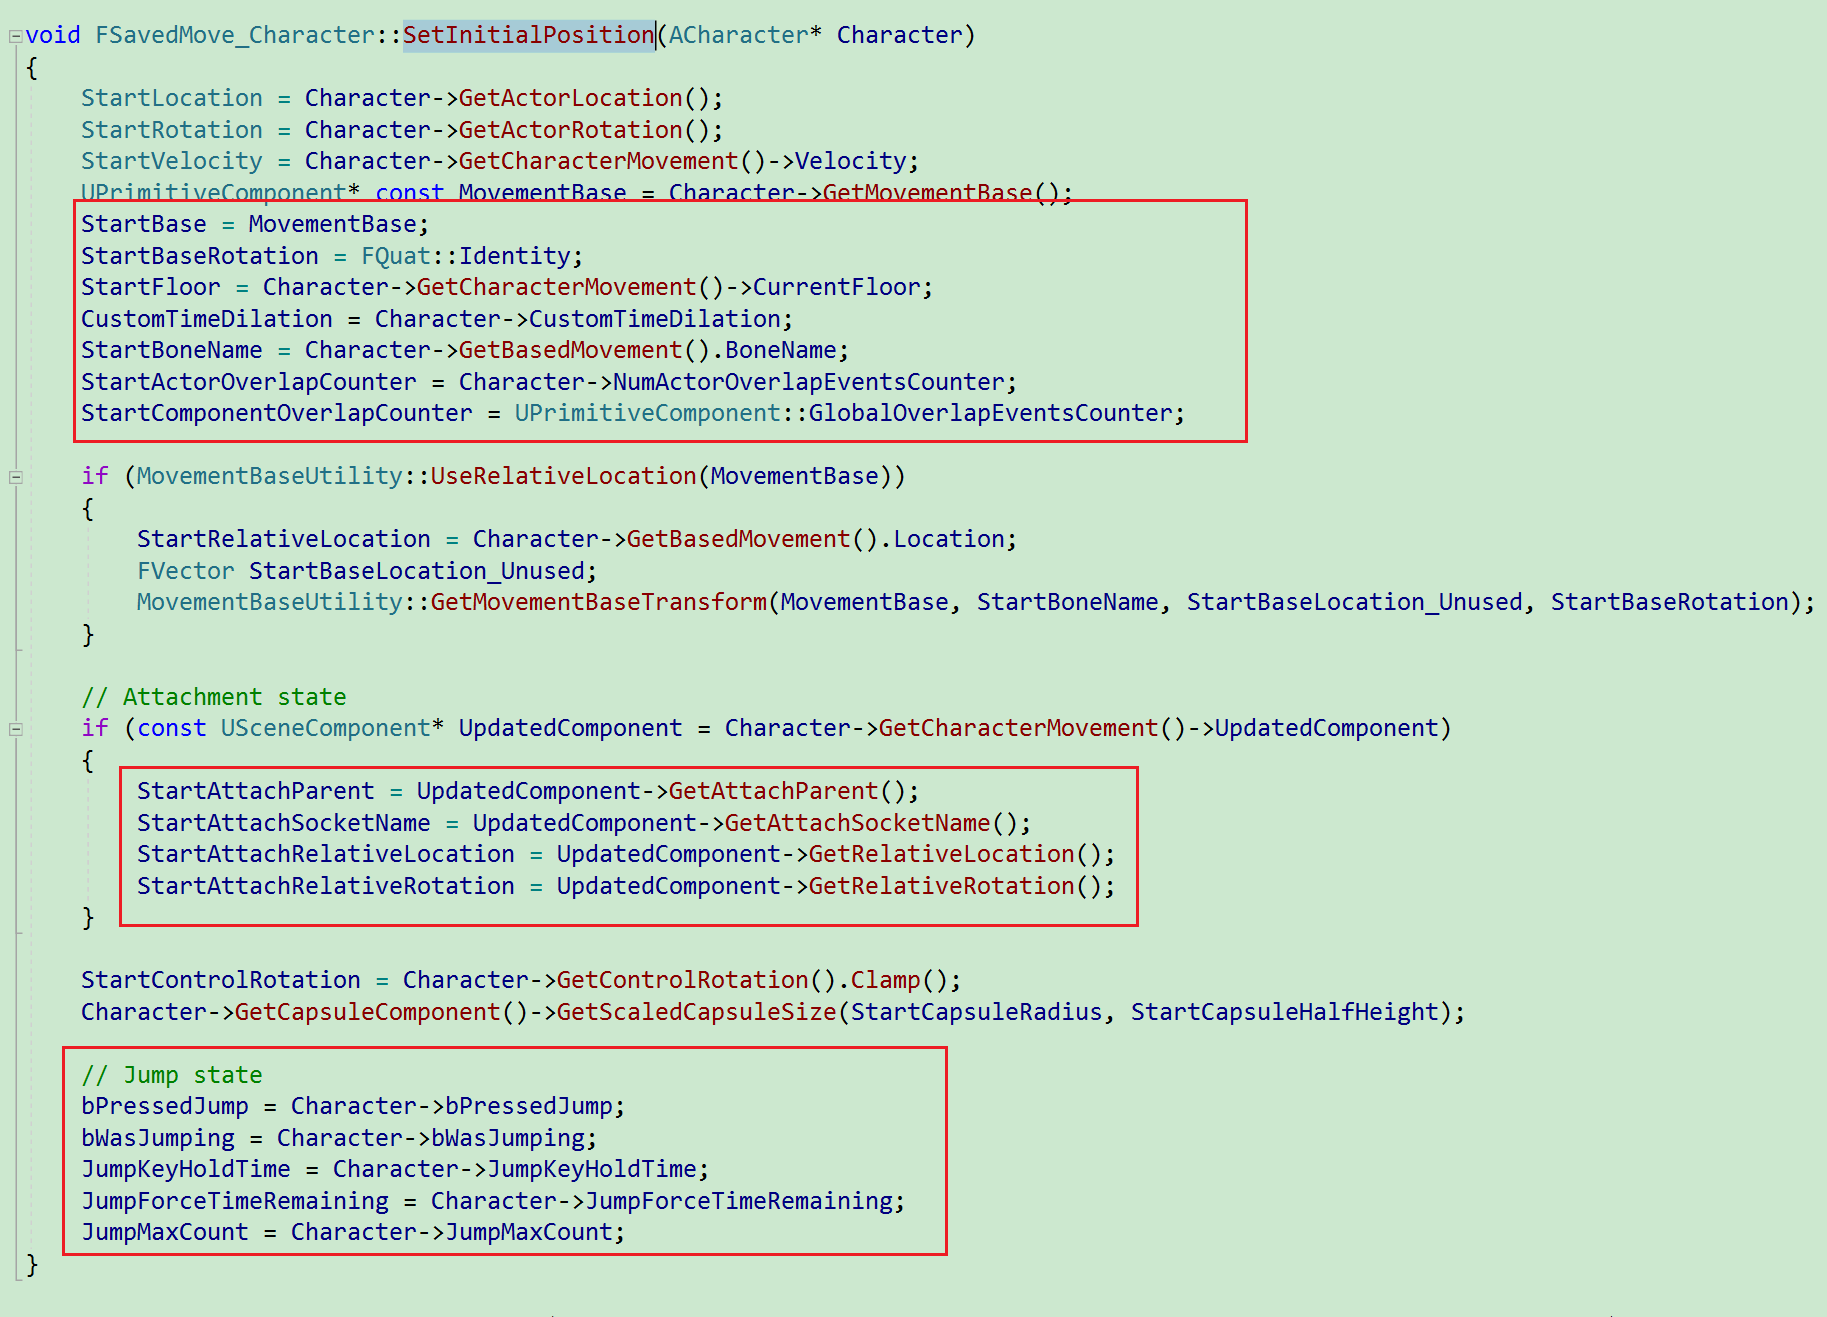 void FSavedMove_Character::SetInitialPosition(ACharacter* Character)
{
    StartLocation = Character->GetActorLocation();
    StartRotation = Character->GetActorRotation();
    StartVelocity = Character->GetCharacterMovement()->Velocity;
    UPrimitiveComponent* const MovementBase = Character->GetMovementBase();
    StartBase = MovementBase;
    StartBaseRotation = FQuat::Identity;
    StartFloor = Character->GetCharacterMovement()->CurrentFloor;
    CustomTimeDilation = Character->CustomTimeDilation;
    StartBoneName = Character->GetBasedMovement().BoneName;
    StartActorOverlapCounter = Character->NumActorOverlapEventsCounter;
    StartComponentOverlapCounter = UPrimitiveComponent::GlobalOverlapEventsCounter;
    if (MovementBaseUtility::UseRelativeLocation(MovementBase))
    {
        StartRelativeLocation = Character->GetBasedMovement().Location;
        FVector StartBaseLocation_Unused;
        MovementBaseUtility::GetMovementBaseTransform(MovementBase, StartBoneName, StartBaseLocation_Unused, StartBaseRotation);
    }
    // Attachment state
    if (const USceneComponent* UpdatedComponent = Character->GetCharacterMovement()->UpdatedComponent)
    {
        StartAttachParent = UpdatedComponent->GetAttachParent();
        StartAttachSocketName = UpdatedComponent->GetAttachSocketName();
        StartAttachRelativeLocation = UpdatedComponent->GetRelativeLocation();
        StartAttachRelativeRotation = UpdatedComponent->GetRelativeRotation();
    }
    StartControlRotation = Character->GetControlRotation().Clamp();
    Character->GetCapsuleComponent()->GetScaledCapsuleSize(StartCapsuleRadius, StartCapsuleHalfHeight);
    // Jump state
    bPressedJump = Character->bPressedJump;
    bWasJumping = Character->bWasJumping;
    JumpKeyHoldTime = Character->JumpKeyHoldTime;
    JumpForceTimeRemaining = Character->JumpForceTimeRemaining;
    JumpMaxCount = Character->JumpMaxCount;
}